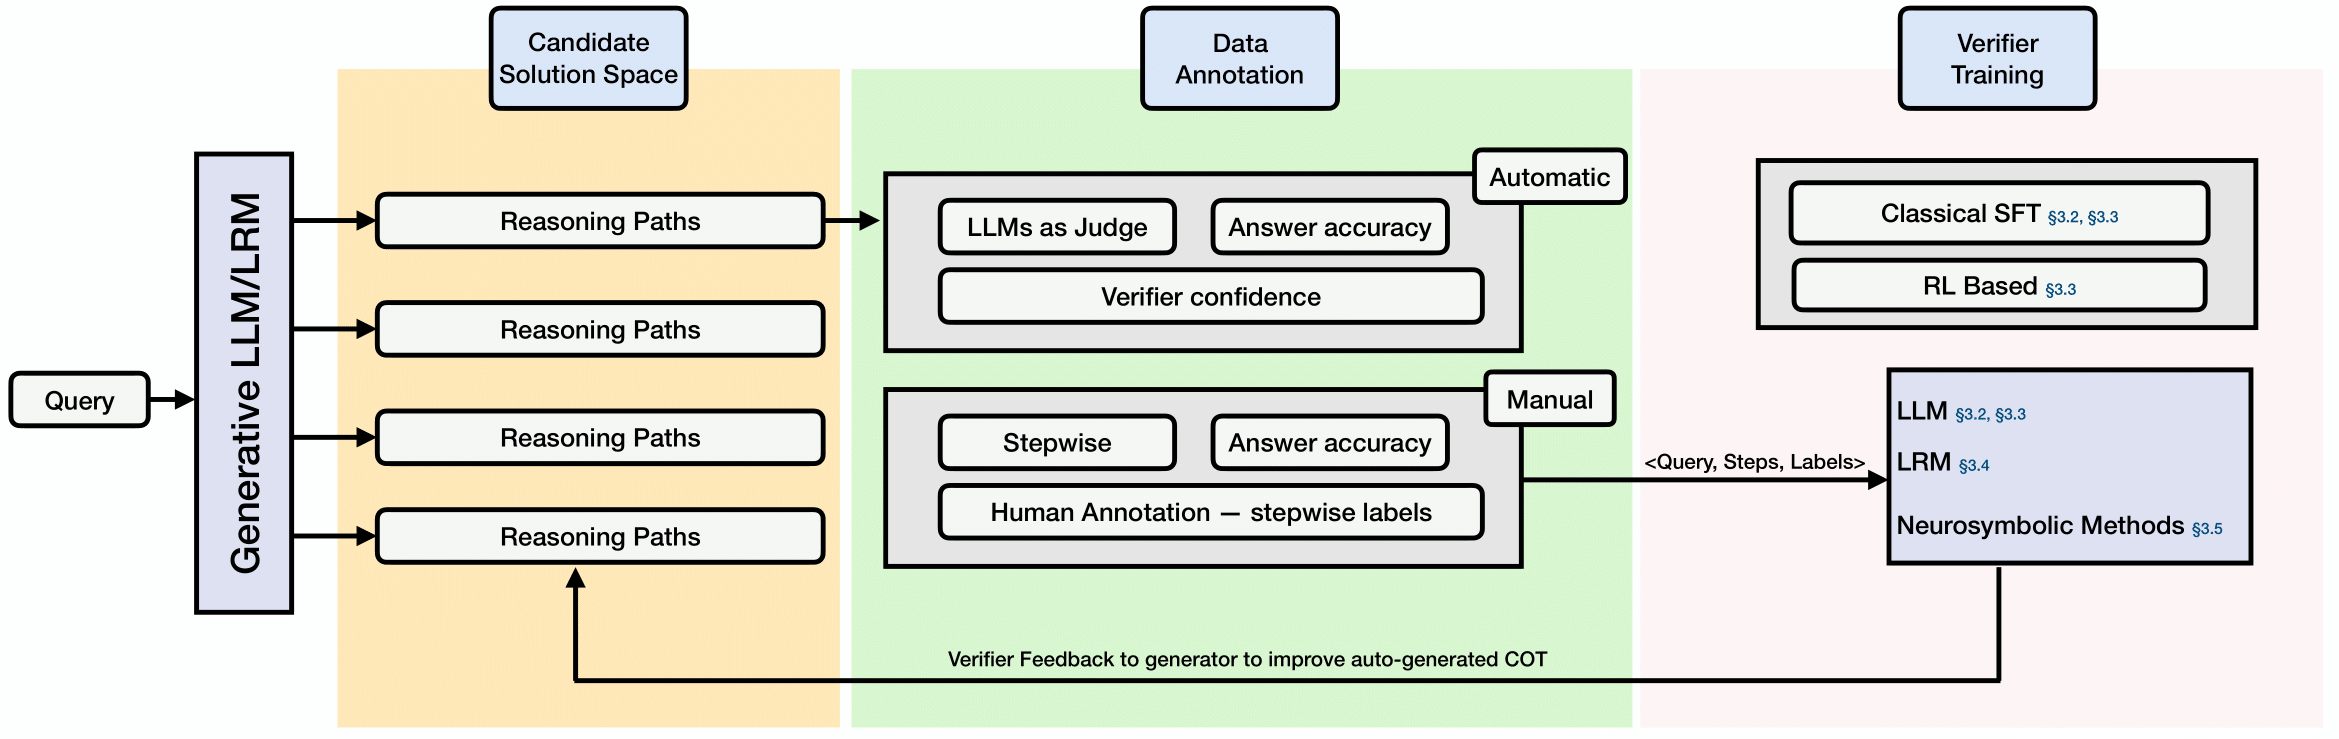 Candidate
Solution Space
Data
Annotation
Verifier
Training
Query
Generative LLM/LRM
Reasoning Paths
Reasoning Paths
Reasoning Paths
Reasoning Paths
Automatic
LLMs as Judge
Answer accuracy
Verifier confidence
Manual
Stepwise
Answer accuracy
Human Annotation — stepwise labels
<Query, Steps, Labels>
Classical SFT §3.2, §3.3
RL Based §3.3
LLM §3.2, §3.3
LRM §3.4
Neurosymbolic Methods §3.5
Verifier Feedback to generator to improve auto-generated COT